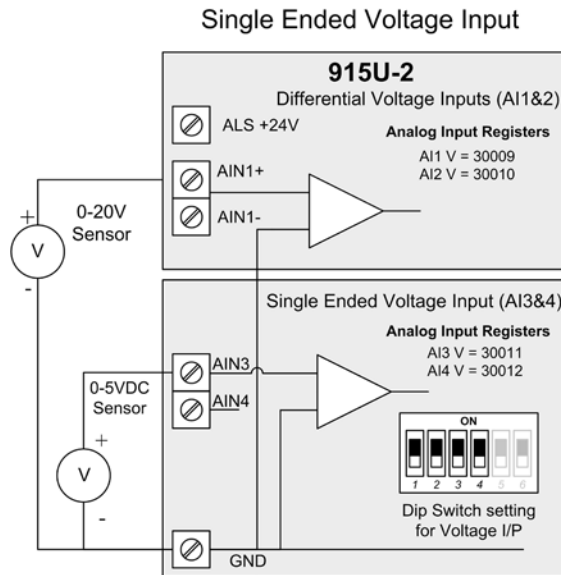 Single Ended Voltage Input
915U-2
Differential Voltage Inputs (AI1&2)
ALS +24V
Analog Input Registers
AI1 V = 30009
AI2 V = 30010
AIN1+
AIN1-
+
0-20V
Sensor
V
-
Single Ended Voltage Input (AI3&4)
Analog Input Registers
AI3 V = 30011
AI4 V = 30012
AIN3
AIN4
0-5VDC
Sensor
+
V
-
ON
1 2 3 4 5 6
Dip Switch setting
for Voltage I/P
GND